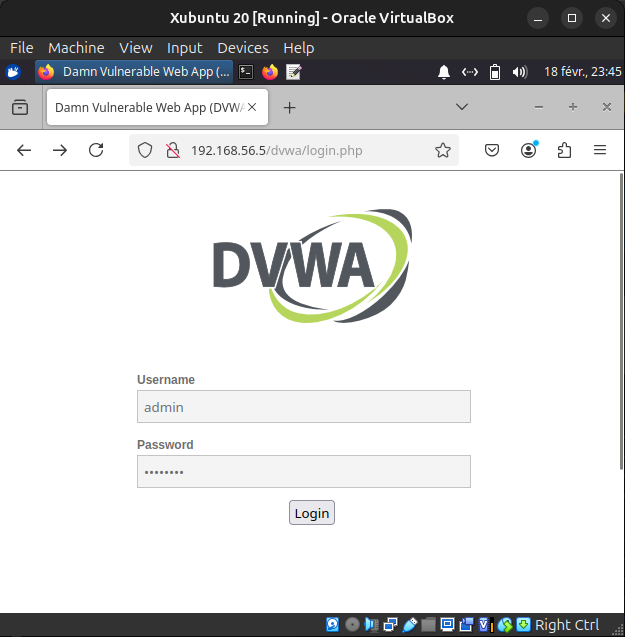 Xubuntu 20 [Running] - Oracle VirtualBox
File Machine View Input Devices Help
Damn Vulnerable Web App (... 18 févr, 23:45
Damn Vulnerable Web App (DVWA
192.168.56.5/dvwa/login.php
DVWA
Username
admin
Password
••••••••
Login
Right Ctrl